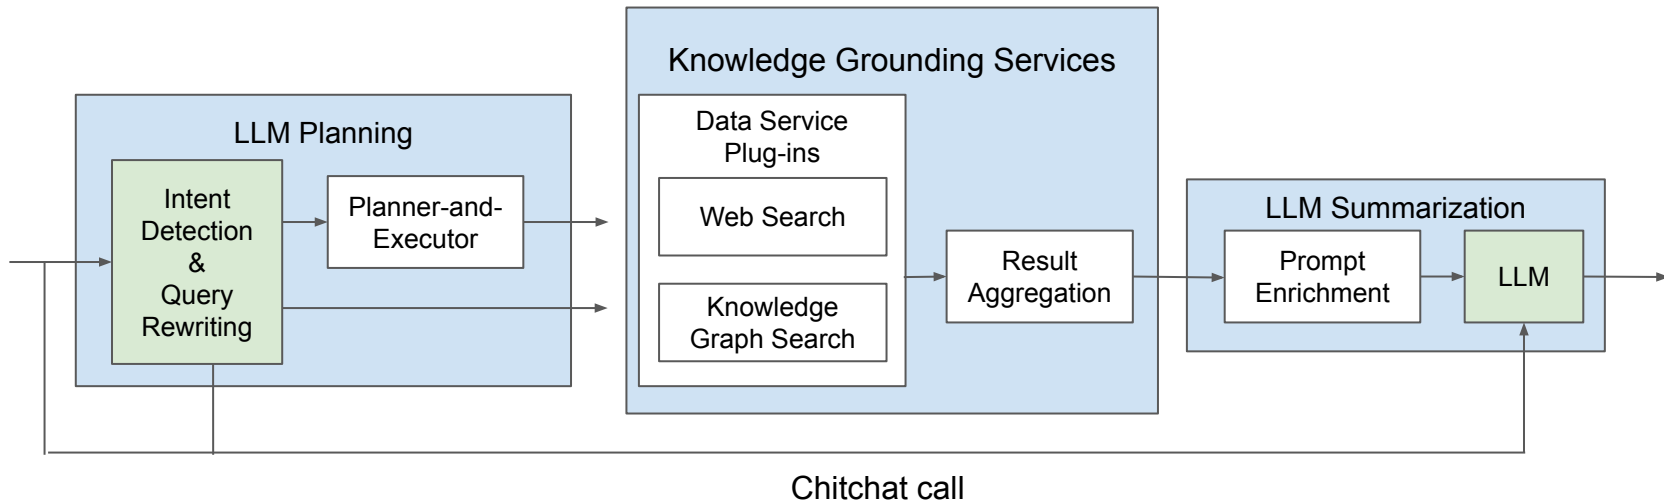 LLM Planning
Intent
Detection
&
Query
Rewriting
Planner-and-
Executor
Knowledge Grounding Services
Data Service
Plug-ins
Web Search
Knowledge
Graph Search
Result
Aggregation
LLM Summarization
Prompt
Enrichment
LLM
Chitchat call